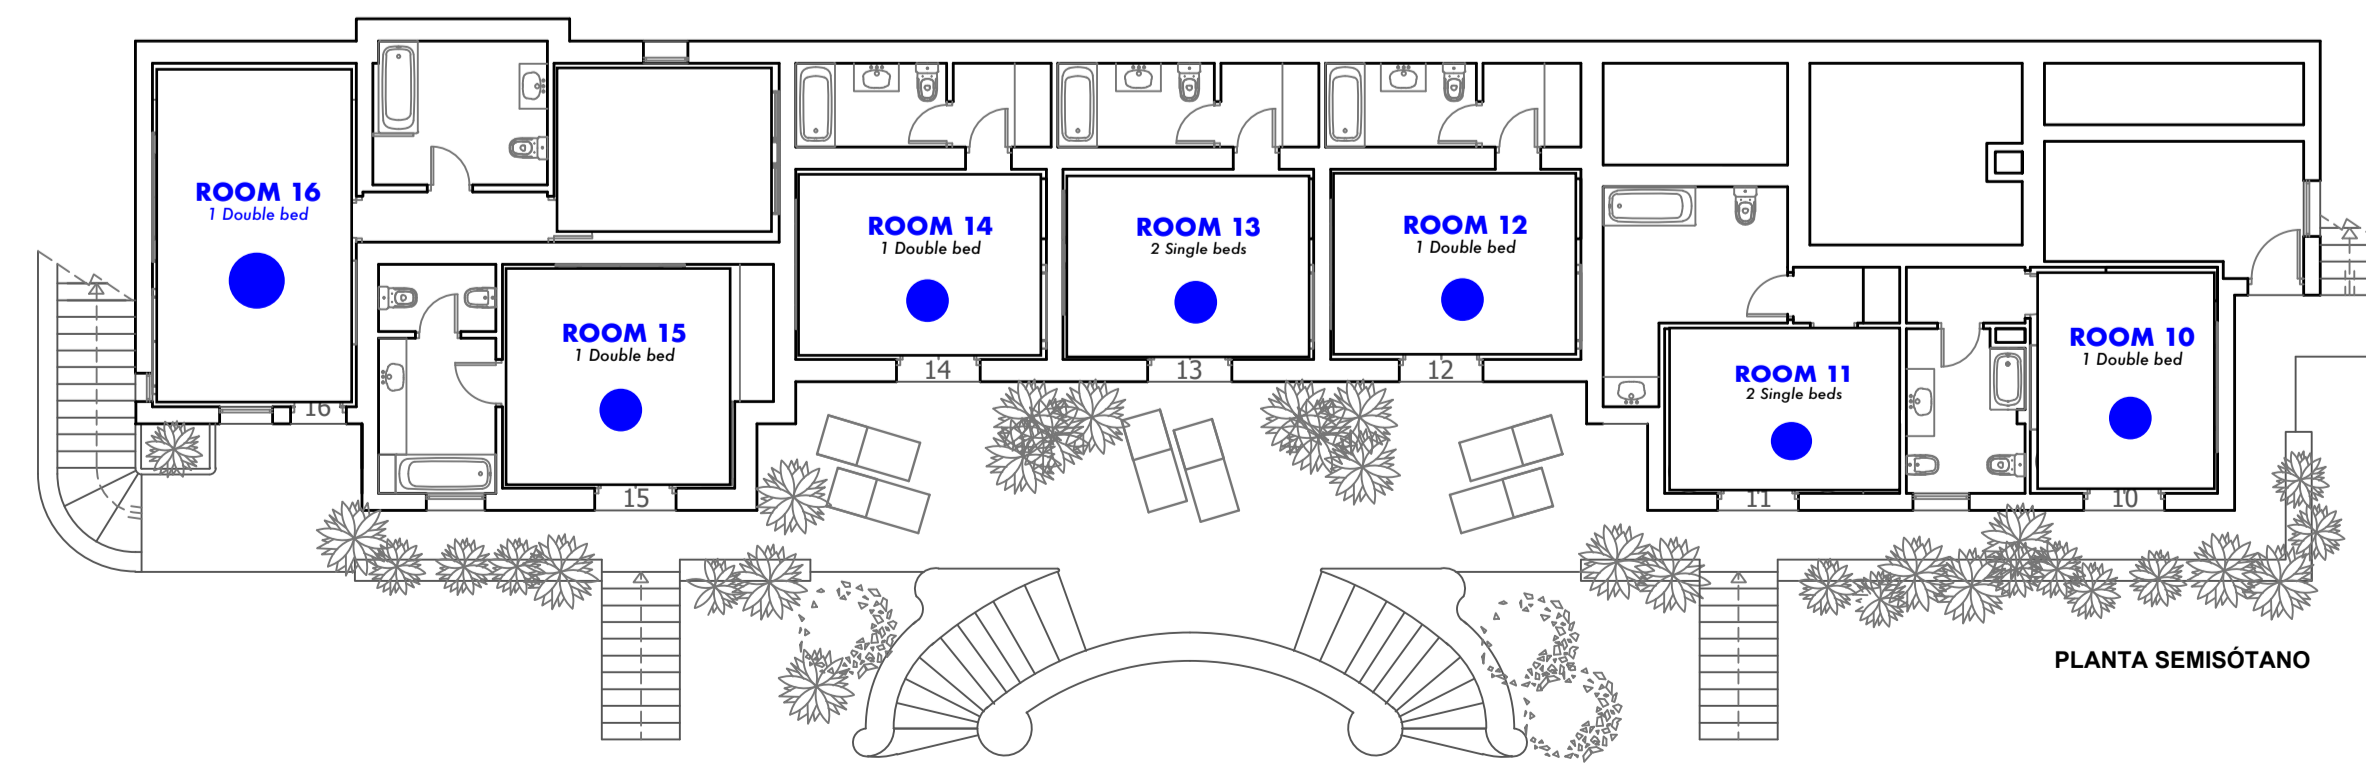 ROOM 16
1 Double bed
ROOM 15
1 Double bed
ROOM 14
1 Double bed
ROOM 13
2 Single beds
ROOM 12
1 Double bed
ROOM 11
2 Single beds
ROOM 10
1 Double bed
16
15
14
13
12
11
10
PLANTA SEMISÓTANO